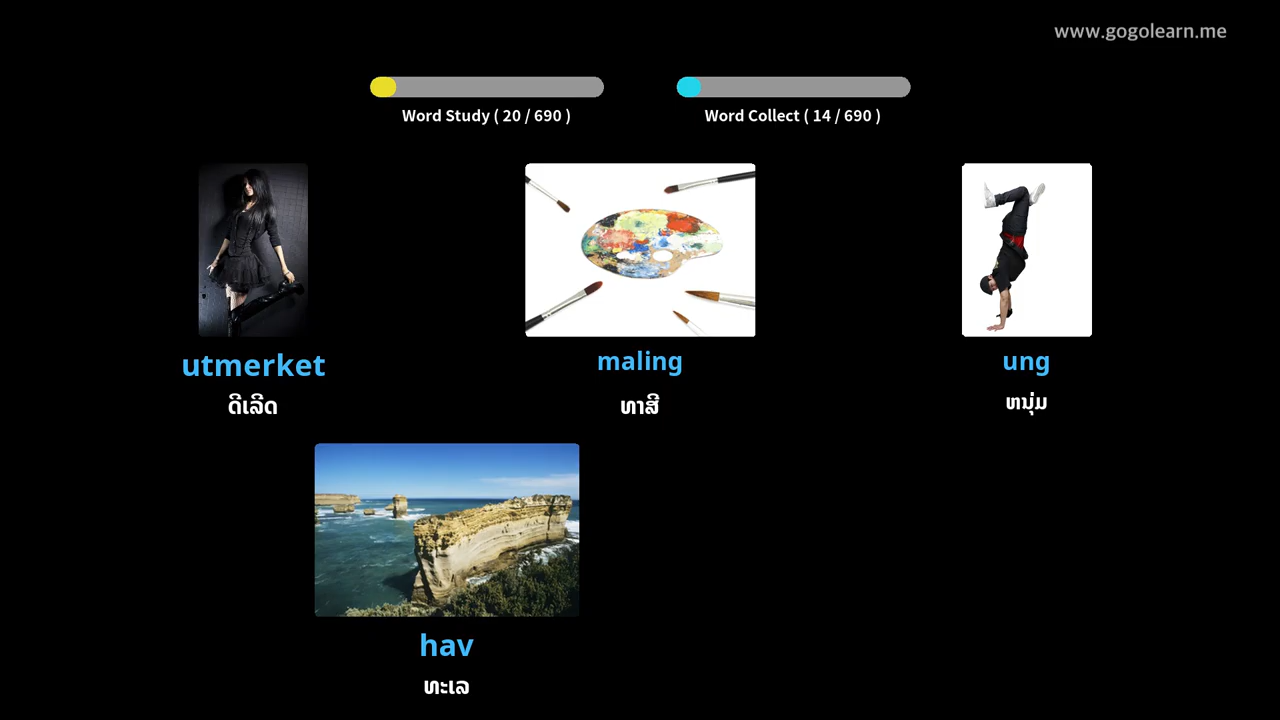 www.gogolearn.me
Word Study ( 20 / 690 )
Word Collect ( 14 / 690 )
utmerket
ດີເລີດ
maling
ທາສີ
ung
ຫນຸ່ມ
hav
ທະເລ